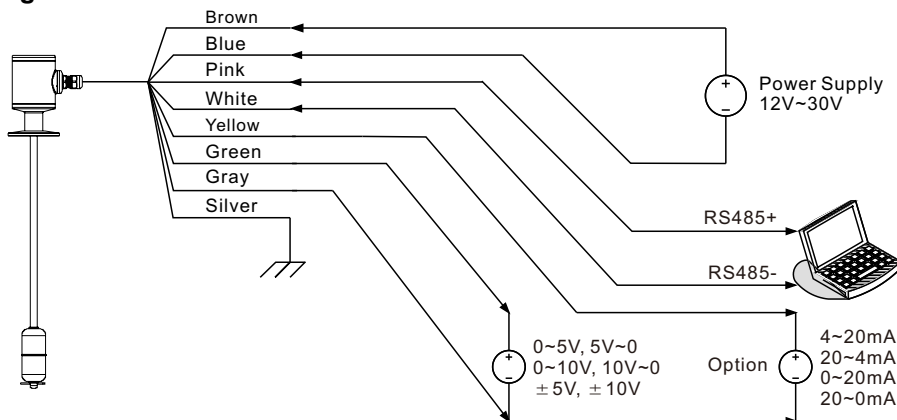 Brown
Blue
Pink
White
Yellow
Green
Gray
Silver
+
−
Power Supply
12V~30V
RS485+
RS485-
+
−
0~5V, 5V~0
0~10V, 10V~0
±5V, ±10V
Option
+
−
4~20mA
20~4mA
0~20mA
20~0mA